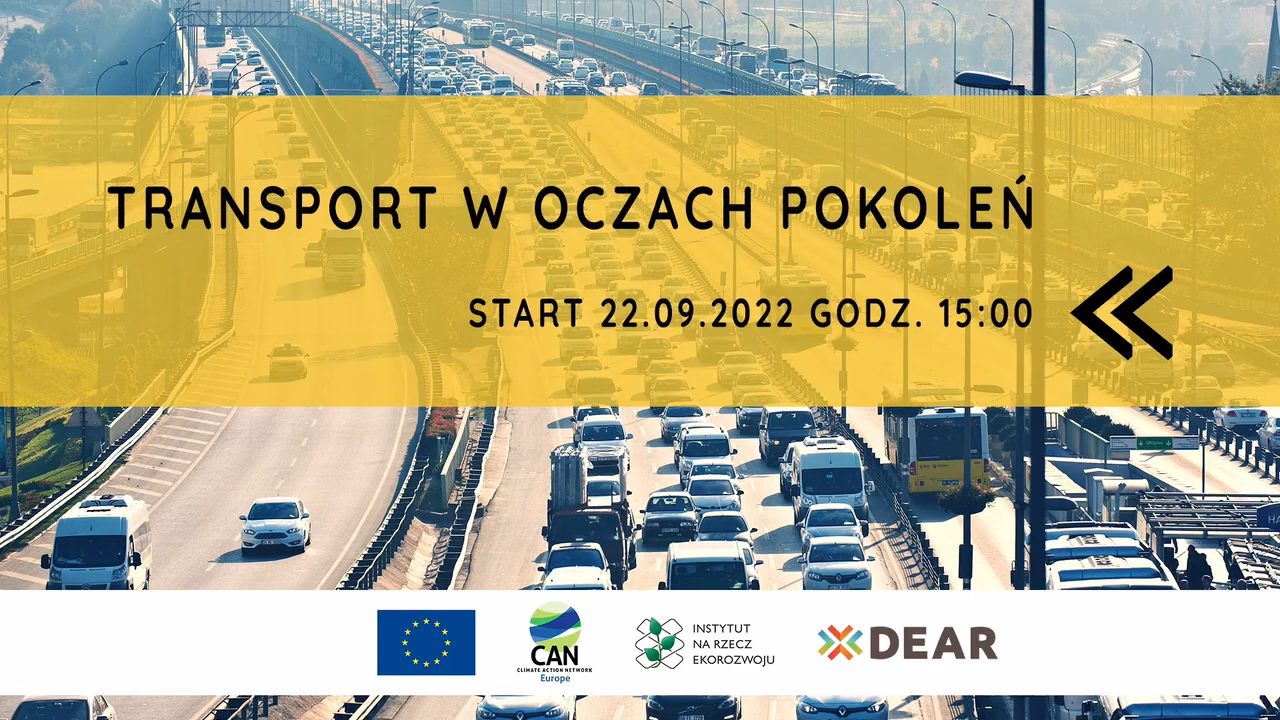 TRANSPORT W OCZACH POKOLEŃ
START 22.09.2022 GODZ. 15:00
CAN
CLIMATE ACTION NETWORK
Europe
INSTYTUT
NA RZECZ
EKOROZWOJU
DEAR